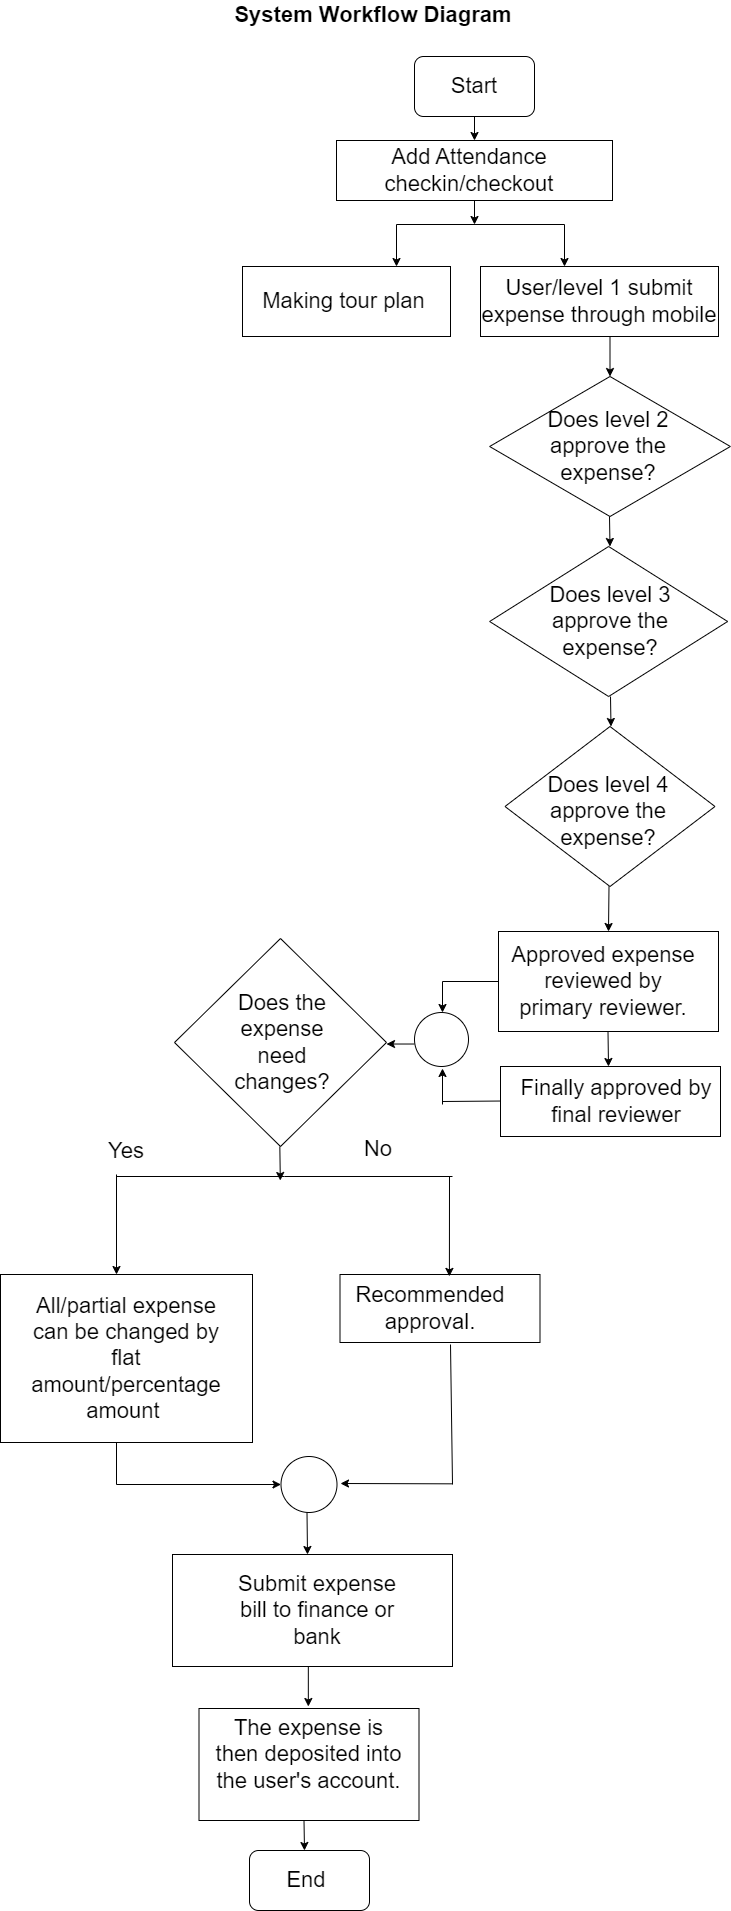 System Workflow Diagram
Start
Add Attendance
checkin/checkout
Making tour plan
User/level 1 submit
expense through mobile
Does level 2
approve the
expense?
Does level 3
approve the
expense?
Does level 4
approve the
expense?
Approved expense
reviewed by
primary reviewer.
Does the
expense
need
changes?
Finally approved by
final reviewer
Yes
No
All/partial expense
can be changed by
flat
amount/percentage
amount
Recommended
approval.
Submit expense
bill to finance or
bank
The expense is
then deposited into
the user's account.
End